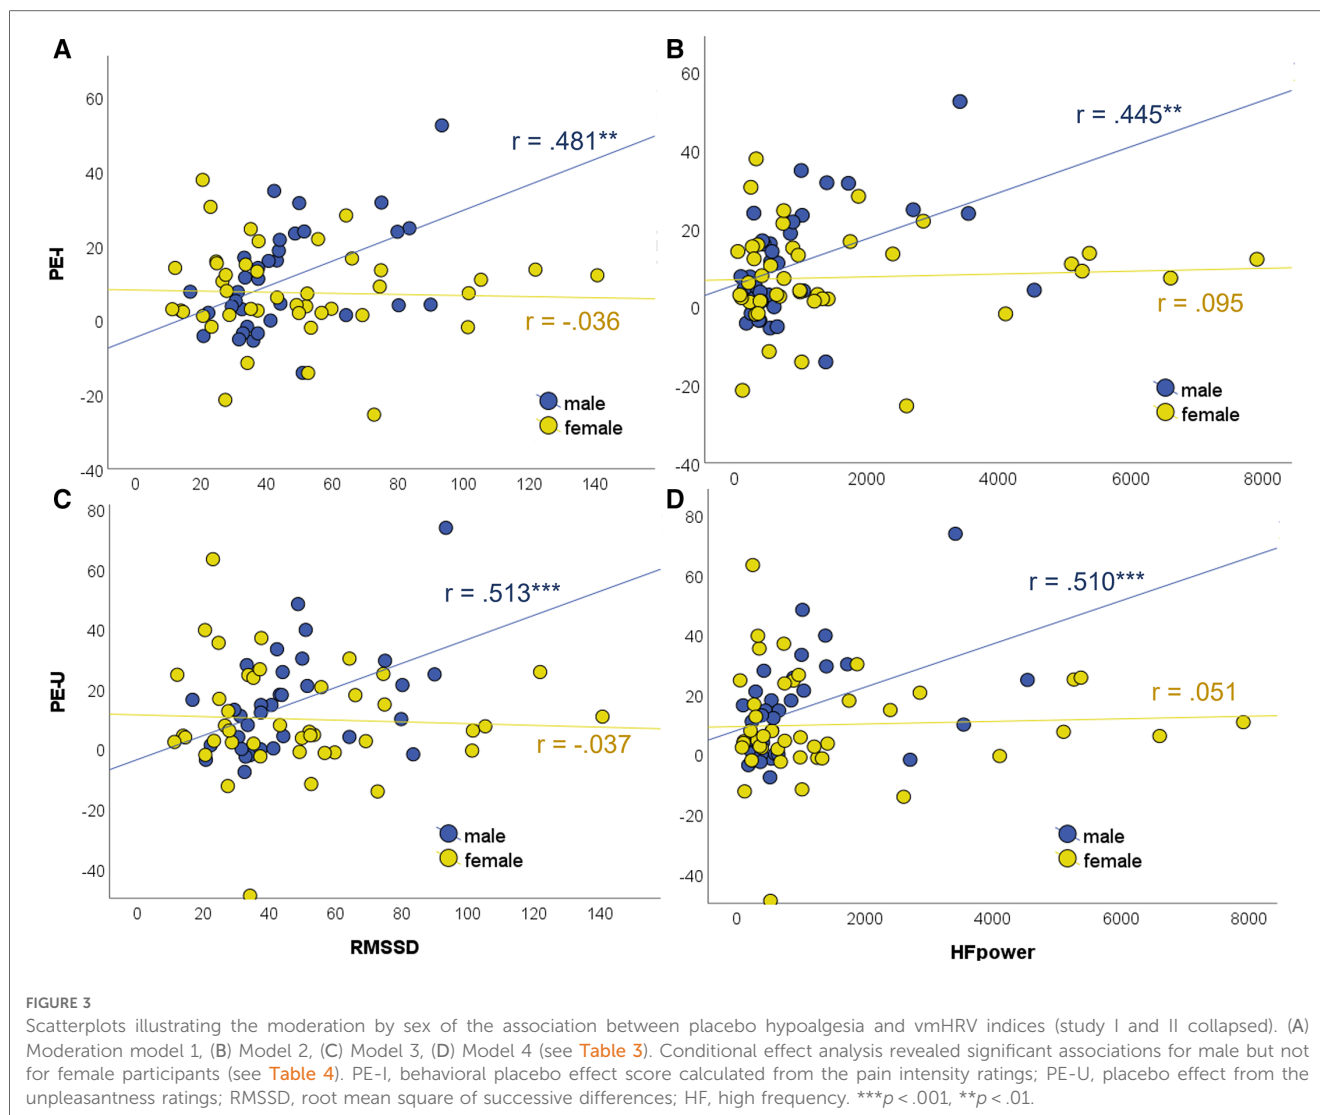 A
60
40
20
0
-20
-40
PE-I
r = .481**
r = -.036
male
female
0 20 40 60 80 100 120 140
B
60
40
20
0
-20
-40
r = .445**
r = .095
male
female
0 2000 4000 6000 8000
C
80
60
40
20
0
-20
-40
PE-U
r = .513***
r = -.037
male
female
0 20 40 60 80 100 120 140
RMSSD
D
80
60
40
20
0
-20
-40
r = .510***
r = .051
male
female
0 2000 4000 6000 8000
HFpower
FIGURE 3
Scatterplots illustrating the moderation by sex of the association between placebo hypoalgesia and vmHRV indices (study I and II collapsed). (A)
Moderation model 1, (B) Model 2, (C) Model 3, (D) Model 4 (see Table 3). Conditional effect analysis revealed significant associations for male but not
for female participants (see Table 4). PE-I, behavioral placebo effect score calculated from the pain intensity ratings; PE-U, placebo effect from the
unpleasantness ratings; RMSSD, root mean square of successive differences; HF, high frequency. ***p < .001, **p < .01.